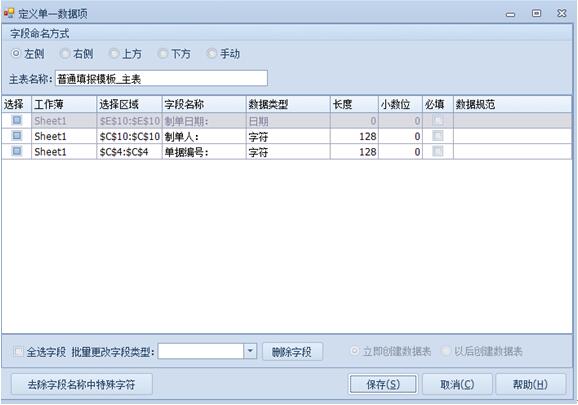 定义单一数据项
字段命名方式
左侧 右侧 上方 下方 手动
主表名称: 普通填报模板_主表
选择 工作薄 选择区域 字段名称 数据类型 长度 小数位 必填 数据规范
Sheet1 $E$10:$E$10 制单日期: 日期 0 0
Sheet1 $C$10:$C$10 制单人: 字符 128 0
Sheet1 $C$4:$C$4 单据编号: 字符 128 0
全选字段 批量更改字段类型: 删除字段 立即创建数据表 以后创建数据表
去除字段名称中特殊字符 保存(S) 取消(C) 帮助(H)